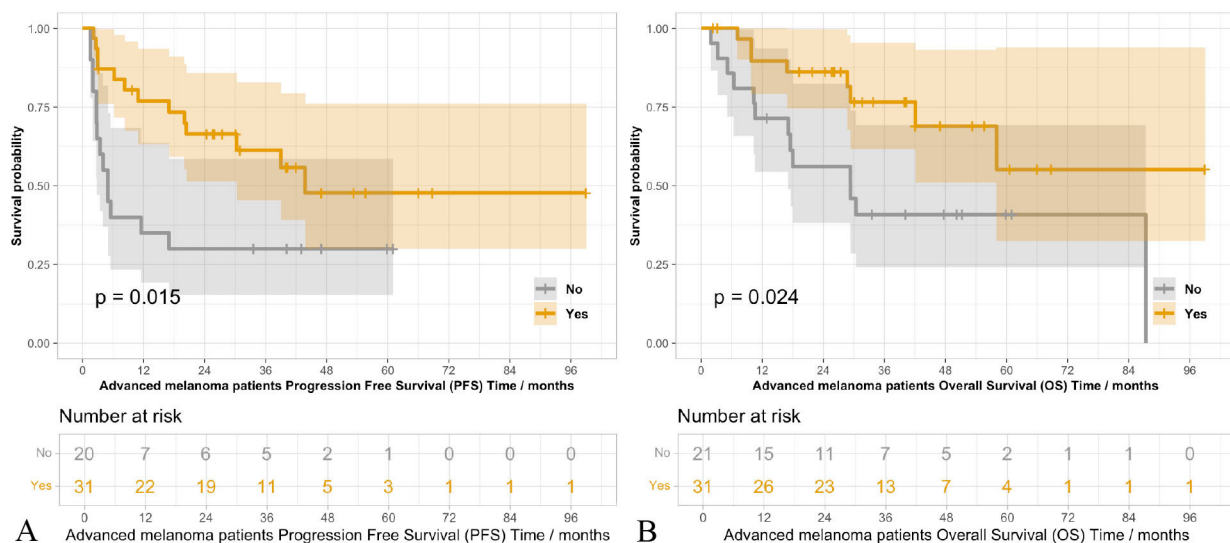 1.00
0.75
0.50
0.25
0.00
Survival probability
p = 0.015
No
Yes
0 12 24 36 48 60 72 84 96
Advanced melanoma patients Progression Free Survival (PFS) Time / months
Number at risk
No 20 7 6 5 2 1 0 0 0
Yes 31 22 19 11 5 3 1 1 1
0 12 24 36 48 60 72 84 96
A Advanced melanoma patients Progression Free Survival (PFS) Time / months
1.00
0.75
0.50
0.25
0.00
Survival probability
p = 0.024
No
Yes
0 12 24 36 48 60 72 84 96
Advanced melanoma patients Overall Survival (OS) Time / months
Number at risk
No 21 15 11 7 5 2 1 1 0
Yes 31 26 23 13 7 4 1 1 1
0 12 24 36 48 60 72 84 96
B Advanced melanoma patients Overall Survival (OS) Time / months